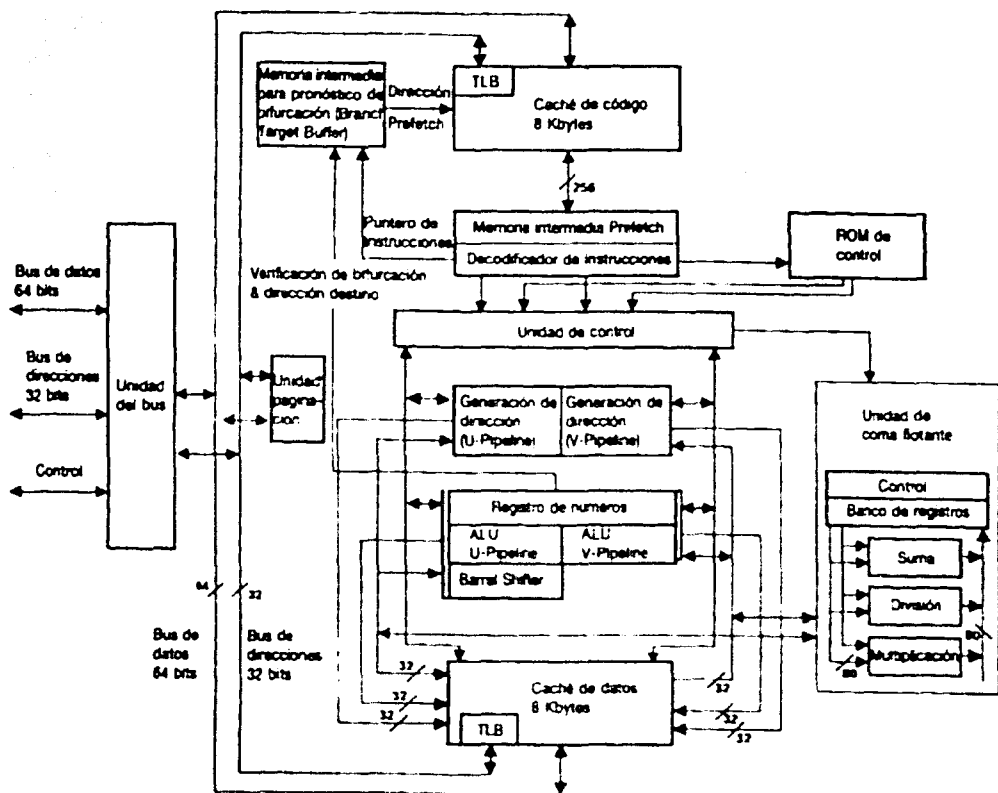 TLB
Caché de código
8 Kbytes
Memoria intermedia
para pronóstico de
bifurcación (Branch
Target Buffer)
Dirección
Prefetch
256
Puntero de
instrucciones
Memoria intermedia Prefetch
Decodificador de instrucciones
ROM de
control
Verificación de bifurcación
& dirección destino
Unidad de control
Bus de datos
64 bits
Bus de
direcciones
32 bits
Control
Unidad
del bus
Unidad
pagina-
ción
Generación de
dirección
(U-Pipeline)
Generación de
dirección
(V-Pipeline)
Unidad de
coma flotante
Control
Banco de registros
Suma
División
Multiplicación
80
80
Registro de numeros
ALU
U-Pipeline
ALU
V-Pipeline
Barrel Shifter
64
32
Bus de
datos
64 bits
Bus de
direcciones
32 bits
32
32
32
Caché de datos
8 Kbytes
TLB
32
32
32